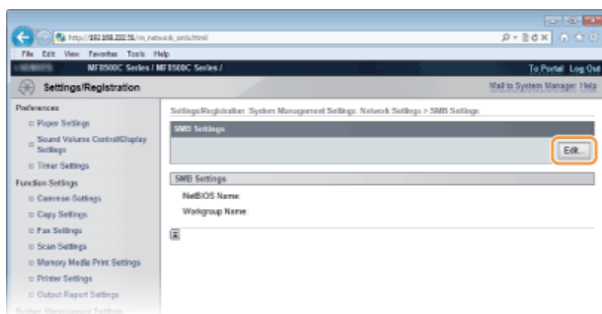 File Edit View Favorites Tools Help
MF8500C Series / MF8500C Series /
To Portal Log Out
Settings/Registration
Mail to System Manager Help
Preferences
Paper Settings
Sound Volume Control/Display
Settings
Timer Settings
Function Settings
Common Settings
Copy Settings
Fax Settings
Scan Settings
Memory Media Print Settings
Printer Settings
Output Report Settings
System Management Settings
Settings/Registration: System Management Settings: Network Settings > SMB Settings
SMB Settings
Edit...
SMB Settings
NetBIOS Name:
Workgroup Name: